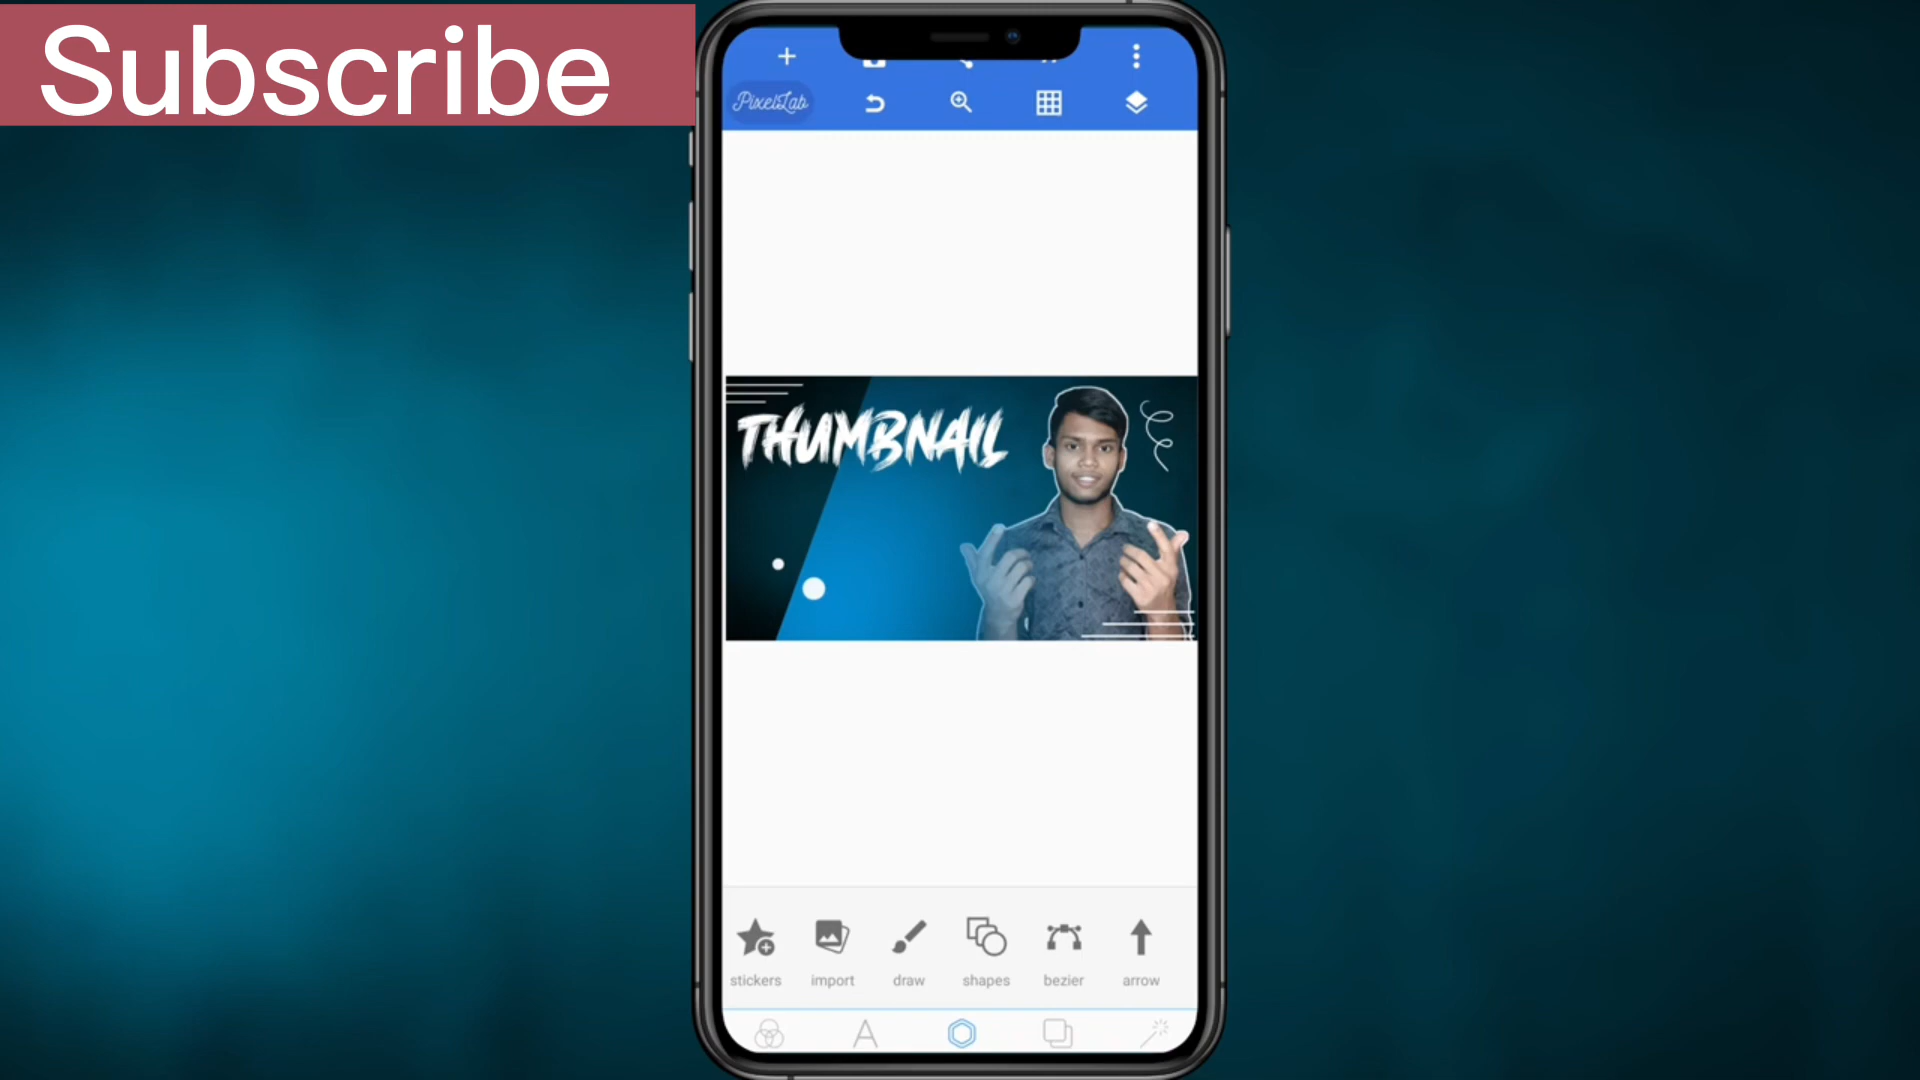 Subscribe
PixelLab
THUMBNAIL
stickers import draw shapes bezier arrow
A